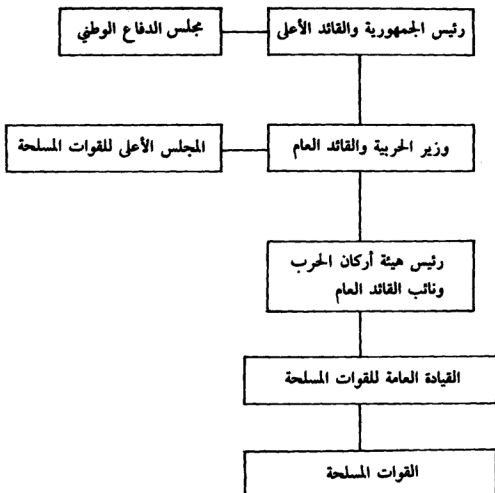 رئيس الجمهورية والقائد الأعلى
مجلس الدفاع الوطني
وزير الحربية والقائد العام
المجلس الأعلى للقوات المسلحة
رئيس هيئة أركان الحرب
ونائب القائد العام
القيادة العامة للقوات المسلحة
القوات المسلحة